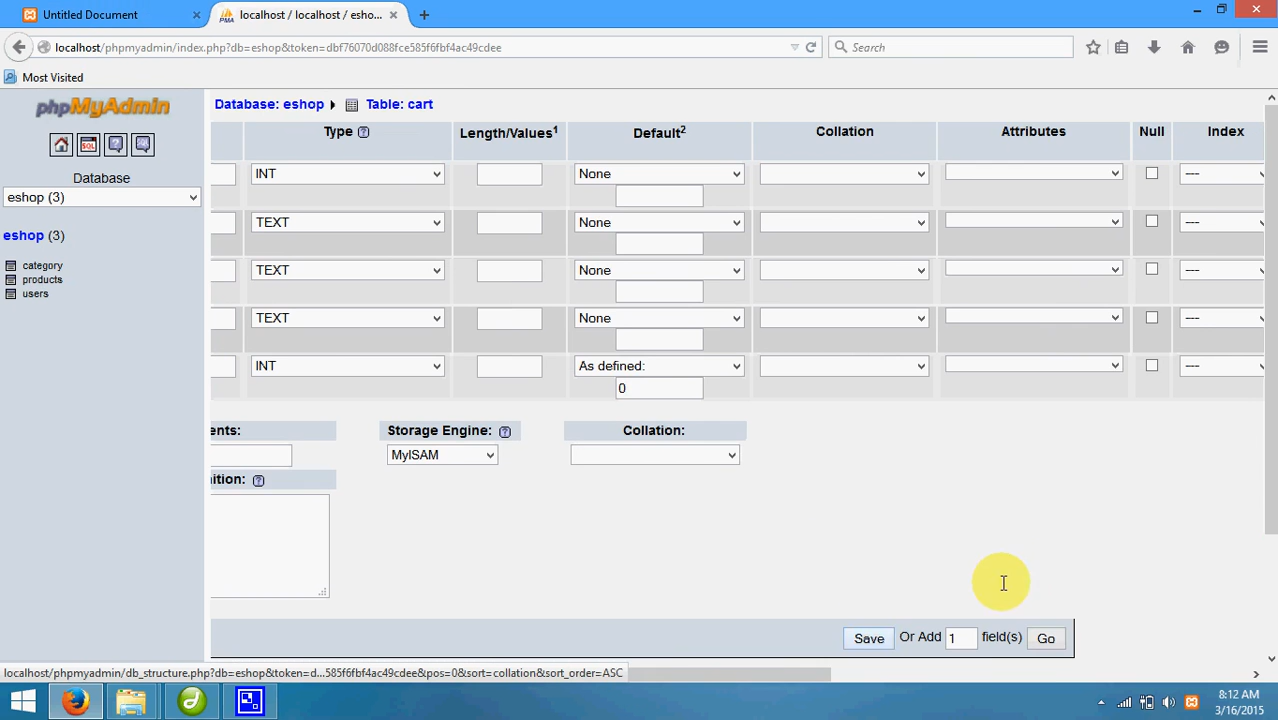 Untitled Document
localhost / localhost / esho...
localhost/phpmyadmin/index.php?db=eshop&token=dbf76070d088fce585f6fbf4ac49cdee
Search
Most Visited
phpMyAdmin
SQL
Database
eshop (3)
eshop (3)
category
products
users
Database: eshop
Table: cart
Type
Length/Values1
Default2
Collation
Attributes
Null
Index
INT
None
---
TEXT
None
---
TEXT
None
---
TEXT
None
---
INT
As defined:
---
0
ents:
Storage Engine:
Collation:
MyISAM
ition:
Save
Or Add
1
field(s)
Go
localhost/phpmyadmin/db_structure.php?db=eshop&token=d...585f6fbf4ac49cdee&pos=0&sort=collation&sort_order=ASC
8:12 AM
3/16/2015